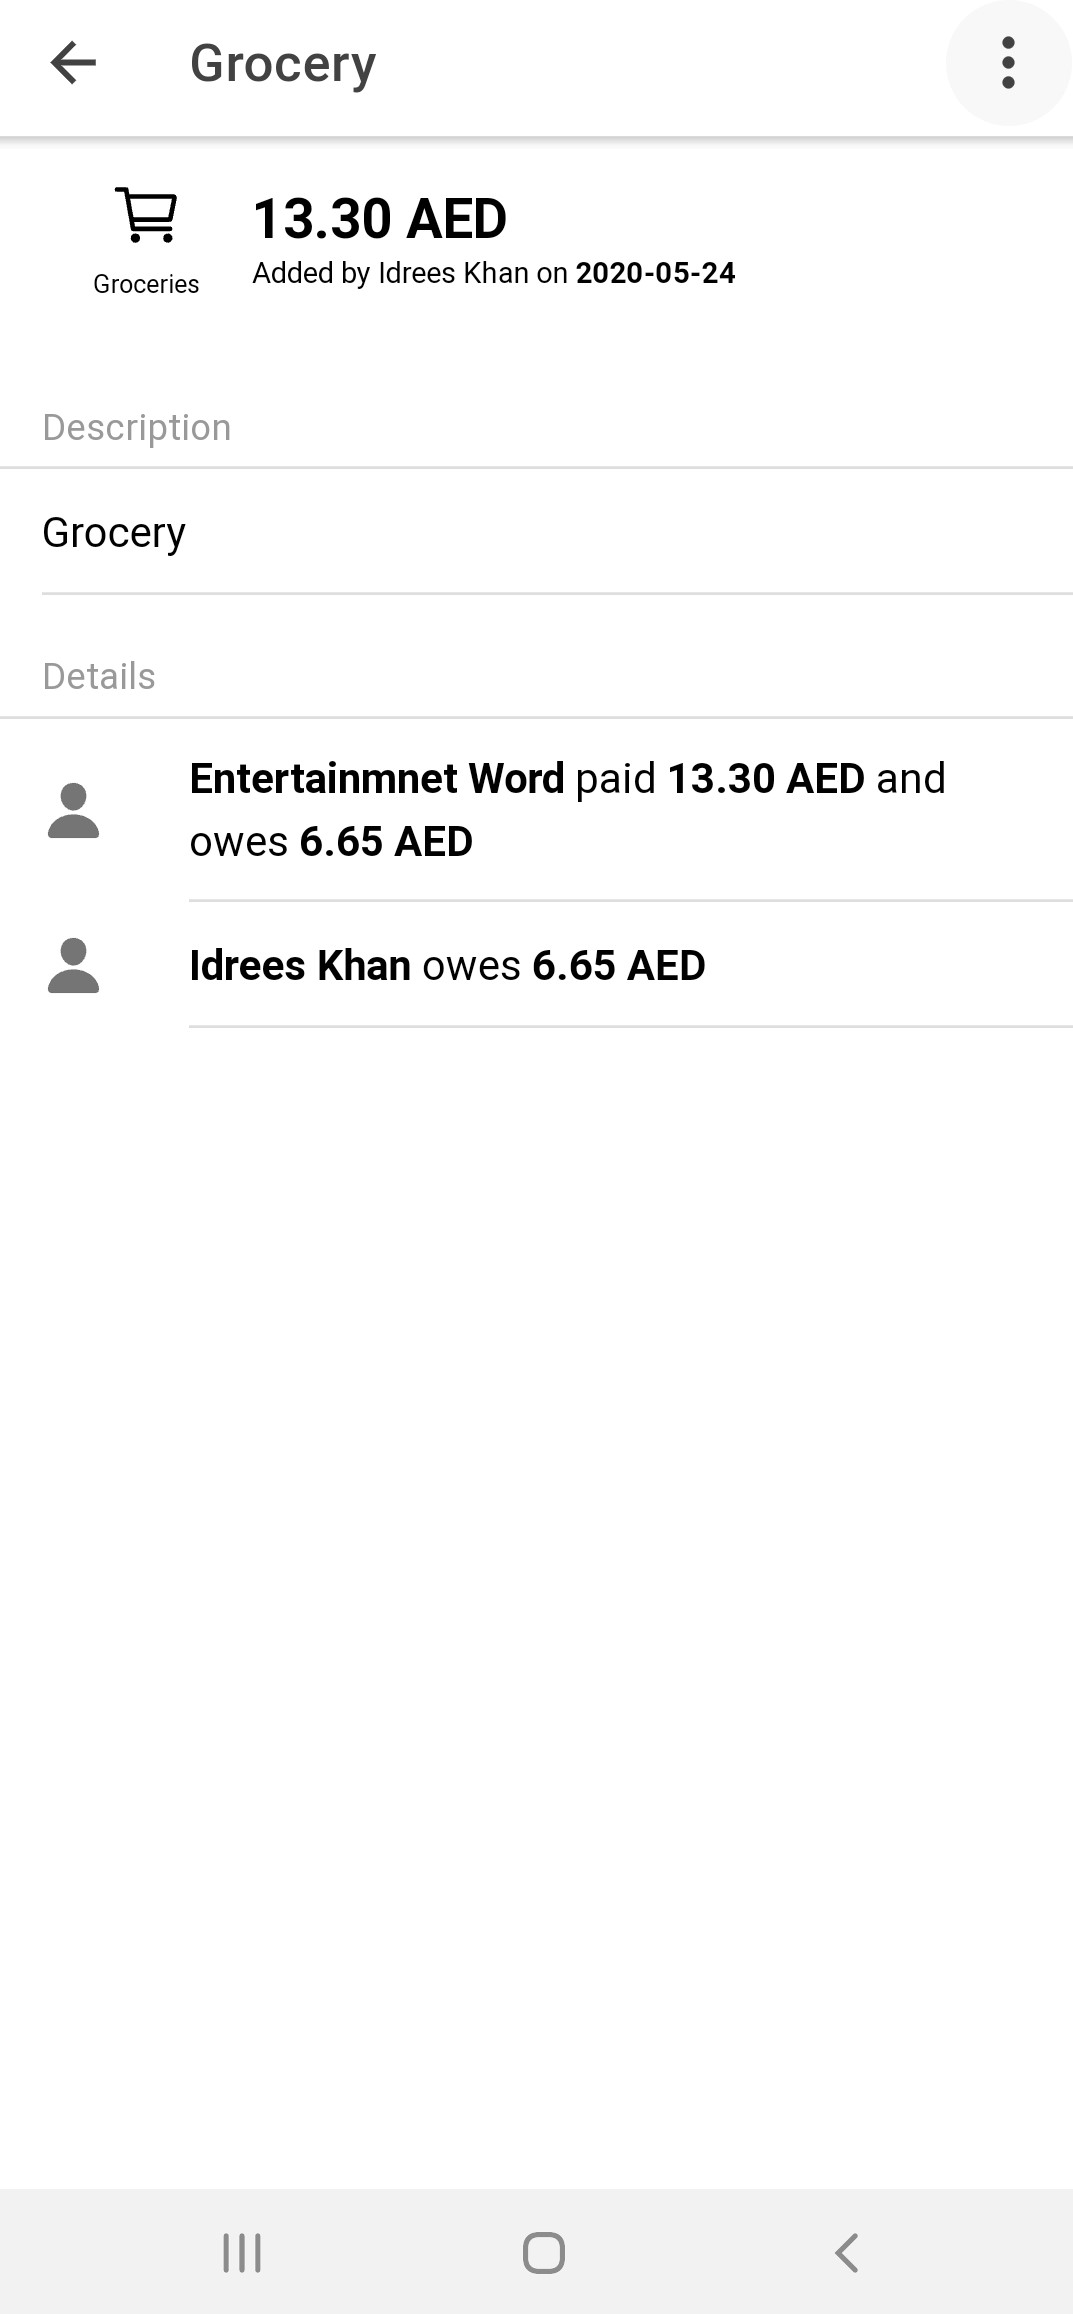 Grocery
13.30 AED
Added by Idrees Khan on 2020-05-24
Groceries
Description
Grocery
Details
Entertainmnet Word paid 13.30 AED and
owes 6.65 AED
Idrees Khan owes 6.65 AED